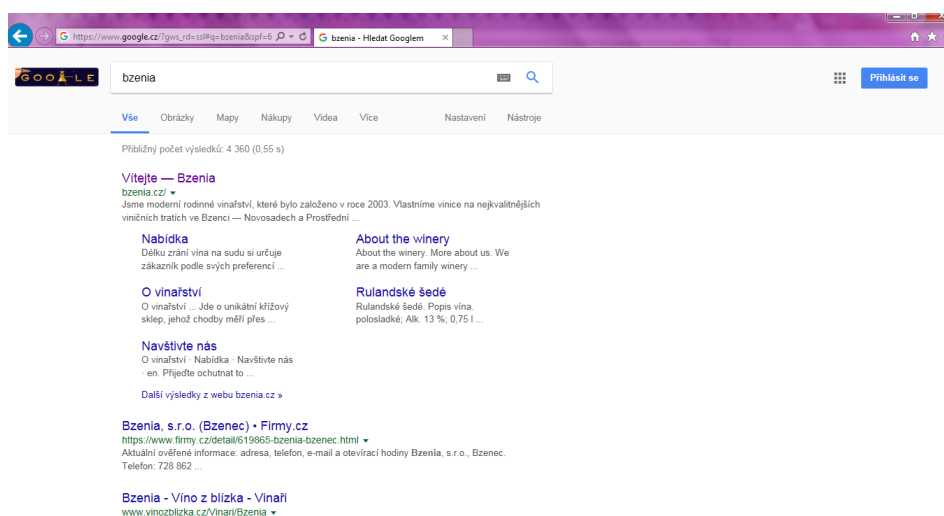 https://www.google.cz/?gws_rd=ssl#q=bzenia&spf=6
bzenia - Hledat Googlem
GOO LE
bzenia
Přihlásit se
Vše Obrázky Mapy Nákupy Videa Více Nastavení Nástroje
Přibližný počet výsledků: 4 360 (0,55 s)
Vítejte — Bzenia
bzenia.cz/
Jsme moderní rodinné vinařství, které bylo založeno v roce 2003. Vlastníme vinice na nejkvalitnějších
viničních tratích ve Bzenci — Novosadech a Prostřední ...
Nabídka
Délku zrání vína na sudu si určuje
zákazník podle svých preferencí ...
About the winery
About the winery. More about us. We
are a modern family winery ...
O vinařství
O vinařství ... Jde o unikátní křížový
sklep, jehož chodby měří přes ...
Rulandské šedé
Rulandské šedé. Popis vína.
polosladké; Alk. 13 %; 0,75 l ...
Navštivte nás
O vinařství · Nabídka · Navštivte nás
· en. Přijeďte ochutnat to ...
Další výsledky z webu bzenia.cz »
Bzenia, s.r.o. (Bzenec) • Firmy.cz
https://www.firmy.cz/detail/619865-bzenia-bzenec.html
Aktuální ověřené informace: adresa, telefon, e-mail a otevírací hodiny Bzenia, s.r.o., Bzenec.
Telefon: 728 862 ...
Bzenia - Víno z blízka - Vinaři
www.vinozblizka.cz/Vinari/Bzenia